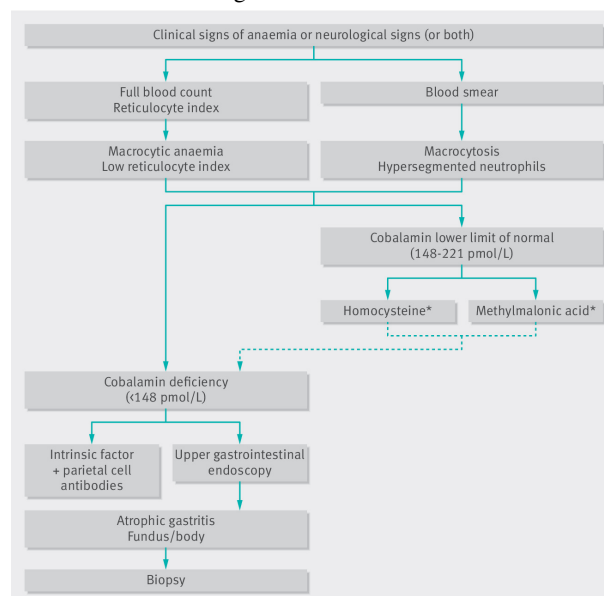 Clinical signs of anaemia or neurological signs (or both)
Full blood count
Reticulocyte index
Blood smear
Macrocytic anaemia
Low reticulocyte index
Macrocytosis
Hypersegmented neutrophils
Cobalamin lower limit of normal
(148-221 pmol/L)
Homocysteine*
Methylmalonic acid*
Cobalamin deficiency
(<148 pmol/L)
Intrinsic factor
+ parietal cell
antibodies
Upper gastrointestinal
endoscopy
Atrophic gastritis
Fundus/body
Biopsy